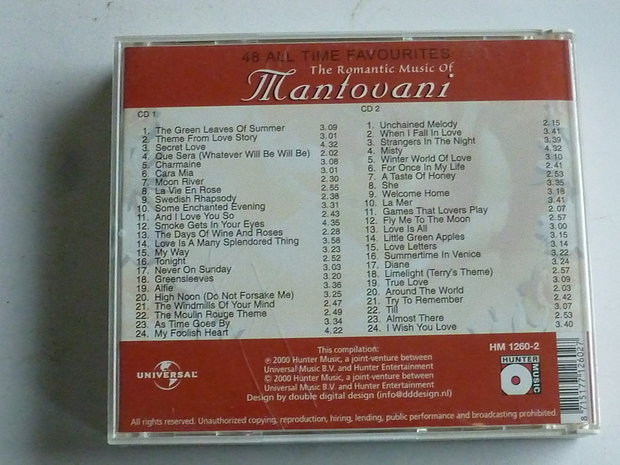 48 ALL TIME FAVOURITES
The Romantic Music Of
Mantovani
CD 1
1. The Green Leaves Of Summer 3.09
2. Theme From Love Story 3.01
3. Secret Love 4.32
4. Que Sera (Whatever Will Be Will Be) 2.02
5. Charmaine 3.08
6. Cara Mia 3.01
7. Moon River 2.30
8. La Vie En Rose 2.55
9. Swedish Rhapsody 2.38
10. Some Enchanted Evening 3.31
11. And I Love You So 2.43
12. Smoke Gets In Your Eyes 4.35
13. The Days Of Wine And Roses 2.28
14. Love Is A Many Splendored Thing 3.58
15. My Way 3.23
16. Tonight 2.52
17. Never On Sunday 3.03
18. Greensleeves 3.20
19. Alfie 3.36
20. High Noon (Do Not Forsake Me) 3.25
21. The Windmills Of Your Mind 2.47
22. The Moulin Rouge Theme 2.49
23. As Time Goes By 3.34
24. My Foolish Heart 4.22
CD 2
1. Unchained Melody 2.15
2. When I Fall In Love 3.41
3. Strangers In The Night 3.39
4. Misty 4.32
5. Winter World Of Love 3.10
6. For Once In My Life 2.41
7. A Taste Of Honey 2.53
8. She 3.35
9. Welcome Home 3.18
10. La Mer 3.41
11. Games That Lovers Play 2.07
12. Fly Me To The Moon 2.57
13. Love Is All 3.00
14. Little Green Apples 3.15
15. Love Letters 3.14
16. Summertime In Venice 3.22
17. Diane 3.24
18. Limelight (Terry's Theme) 2.57
19. True Love 3.09
20. Around The World 2.03
21. Try To Remember 2.42
22. Till 3.07
23. Almost There 2.53
24. I Wish You Love 3.40
UNIVERSAL
This compilation:
℗ 2000 Hunter Music, a joint-venture between
Universal Music B.V. and Hunter Entertainment
© 2000 Hunter Music, a joint-venture between
Universal Music B.V. and Hunter Entertainment
Design by double digital design (info@dddesign.nl)
HM 1260-2
HUNTER
MUSIC
8 715177 126027
All rights reserved. Unauthorized copying, reproduction, hiring, lending, public performance and broadcasting prohibited.